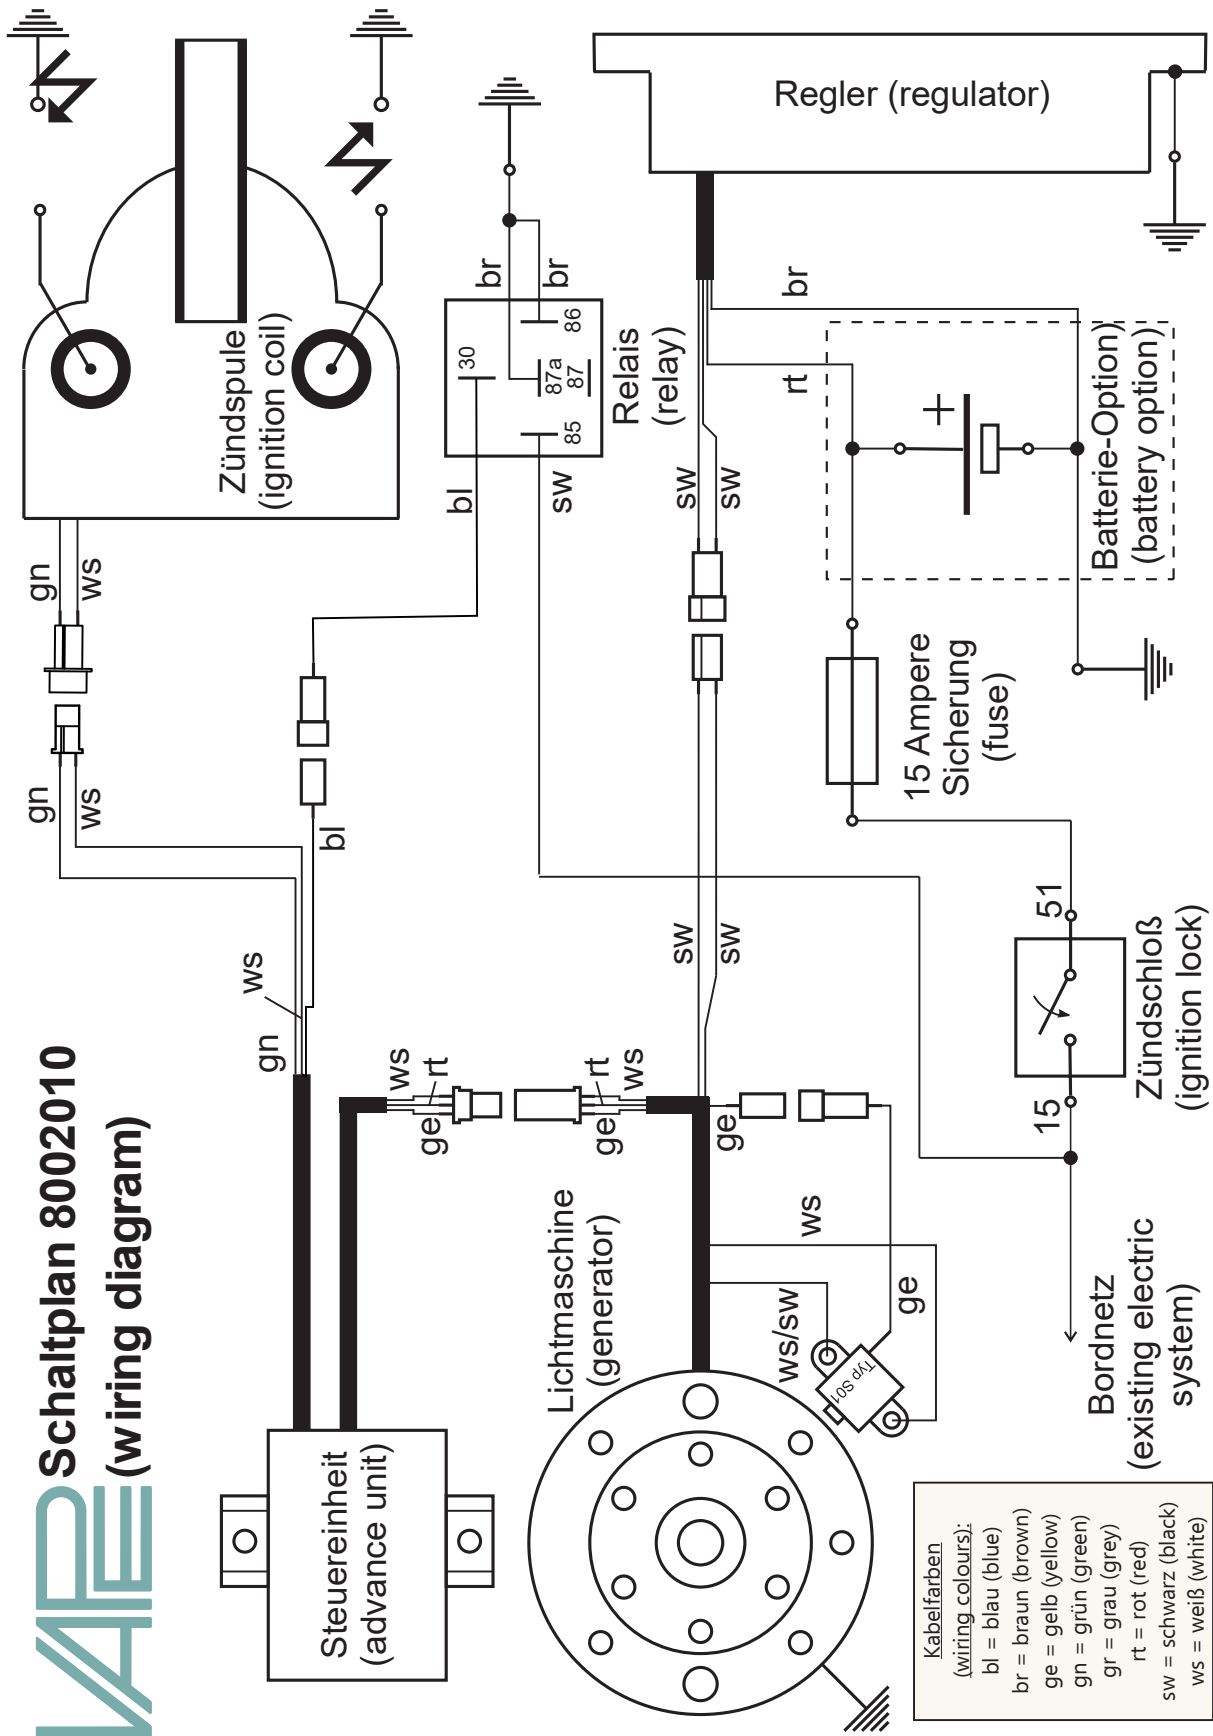 VAPE
Schaltplan 8002010
(wiring diagram)
Steuereinheit
(advance unit)
gn
ws
gn
ws
gn
ws
Zündspule
(ignition coil)
bl
bl
30
85
87a
87
86
br
br
sw
Relais
(relay)
ws
rt
ge
rt
ws
ge
ge
Lichtmaschine
(generator)
ws/sw
ws
ge
Typ S01
sw
sw
sw
sw
Regler (regulator)
rt
br
Batterie-Option)
(battery option)
15 Ampere
Sicherung
(fuse)
15
51
Zündschloß
(ignition lock)
Bordnetz
(existing electric
system)
Kabelfarben
(wiring colours):
bl = blau (blue)
br = braun (brown)
ge = gelb (yellow)
gn = grün (green)
gr = grau (grey)
rt = rot (red)
sw = schwarz (black)
ws = weiß (white)